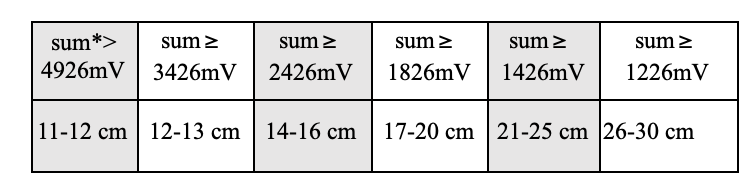 sum*> sum ≥ sum ≥ sum ≥ sum ≥ sum ≥
4926mV 3426mV 2426mV 1826mV 1426mV 1226mV
11-12 cm 12-13 cm 14-16 cm 17-20 cm 21-25 cm 26-30 cm